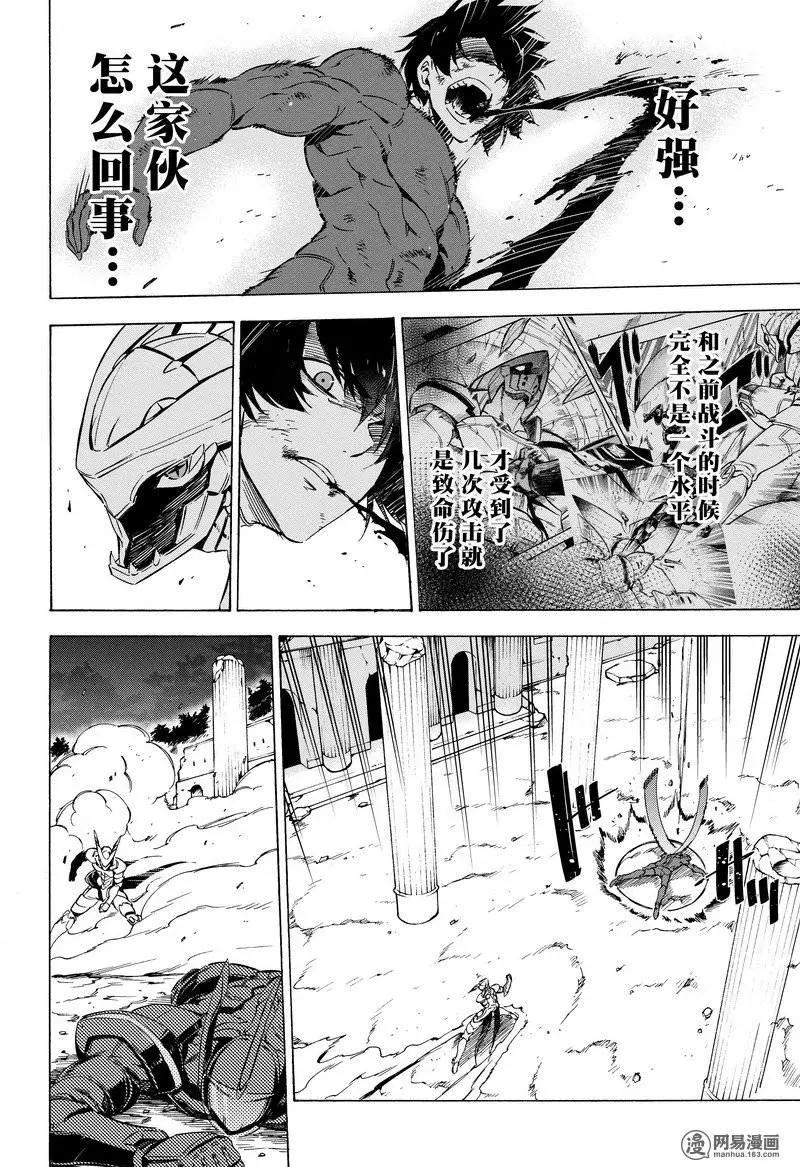 好强…
这家伙
怎么回事…
和之前战斗的时候
完全不是一个水平
才受到了
几次攻击就
是致命伤了
漫 网易漫画
manhua.163.com